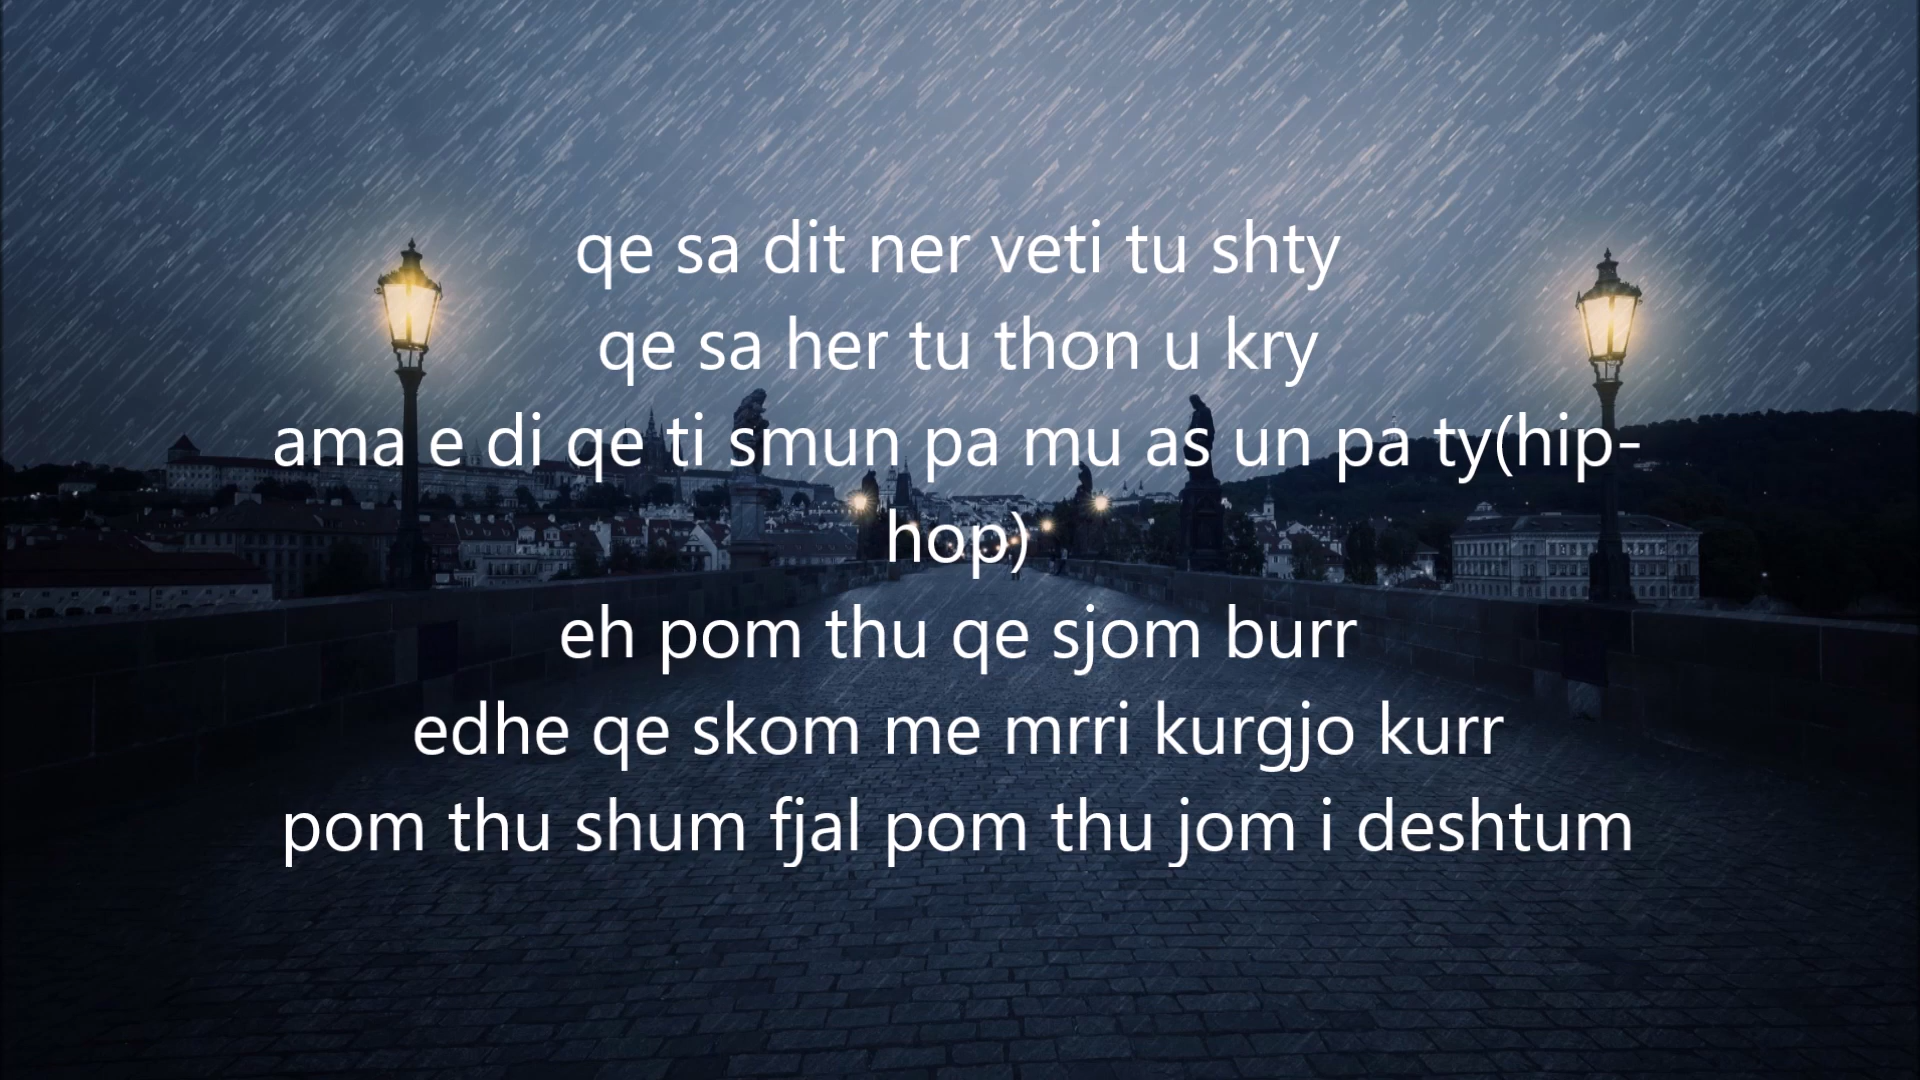 qe sa dit ner veti tu shty
qe sa her tu thon u kry
ama e di qe ti smun pa mu as un pa ty(hip-
hop)
eh pom thu qe sjom burr
edhe qe skom me mrri kurgjo kurr
pom thu shum fjal pom thu jom i deshtum